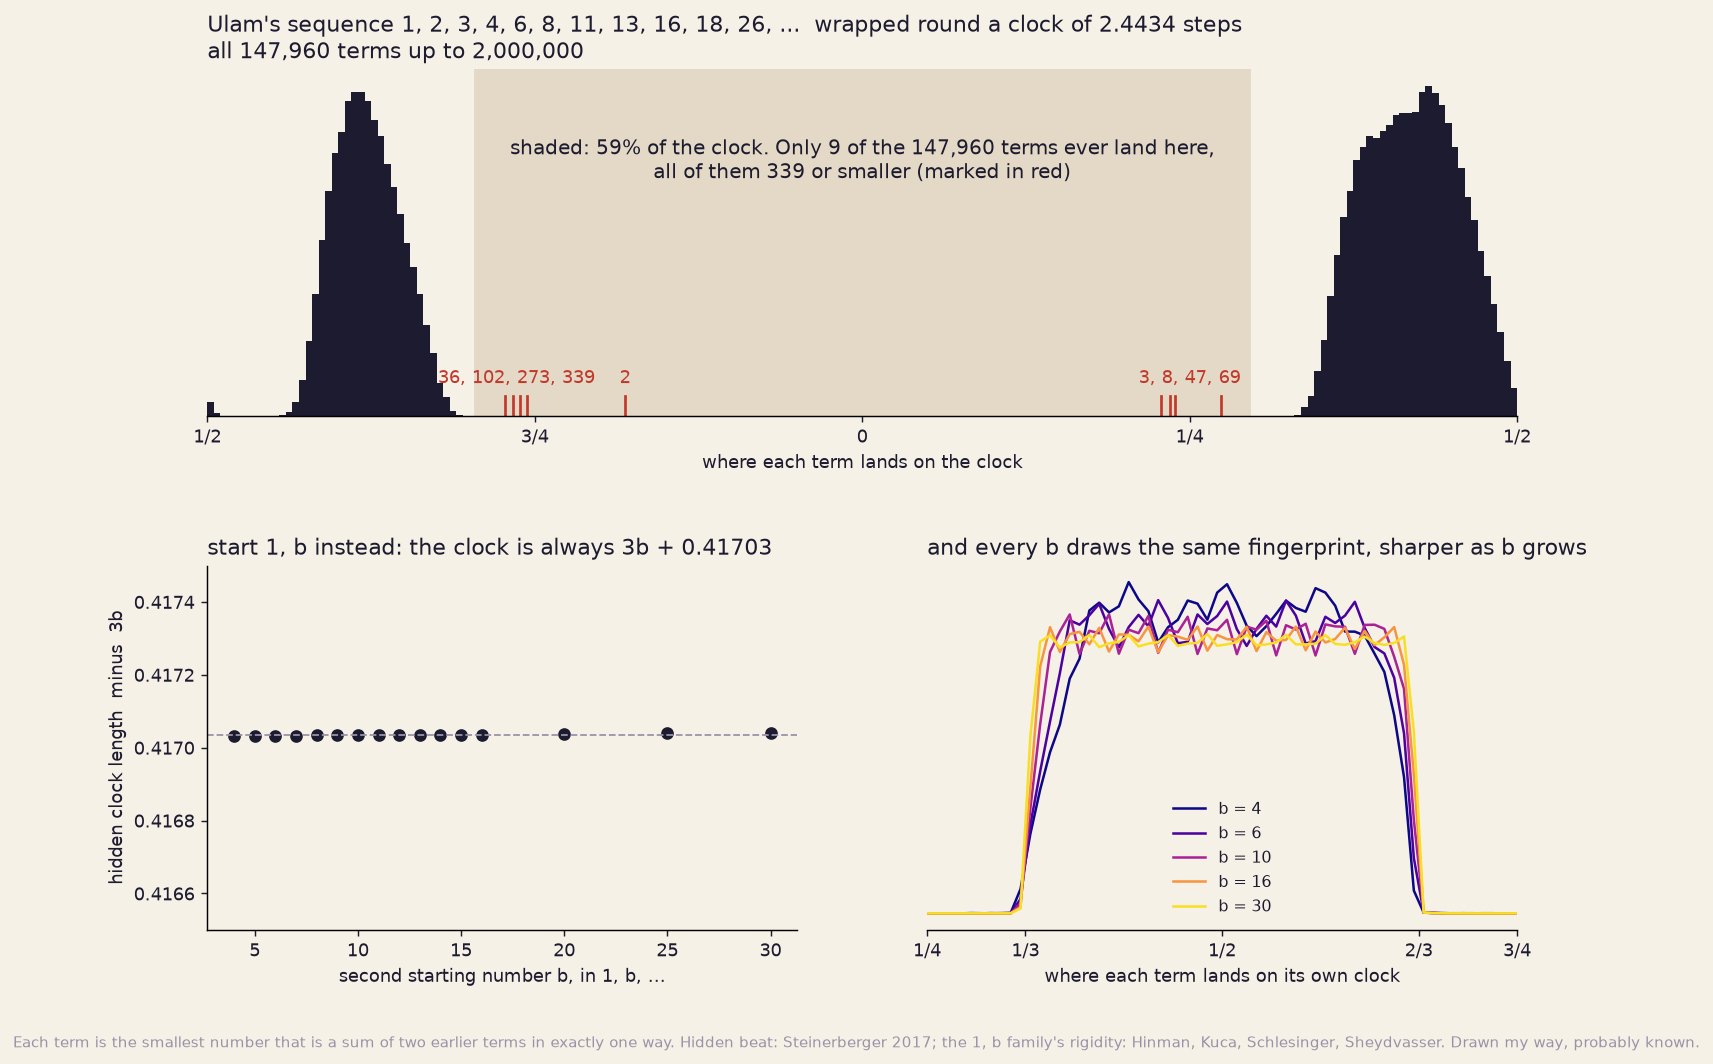 Ulam's sequence 1, 2, 3, 4, 6, 8, 11, 13, 16, 18, 26, ...  wrapped round a clock of 2.4434 steps
all 147,960 terms up to 2,000,000
shaded: 59% of the clock. Only 9 of the 147,960 terms ever land here,
all of them 339 or smaller (marked in red)
36, 102, 273, 339
2
3, 8, 47, 69
1/2
3/4
0
1/4
1/2
where each term lands on the clock
start 1, b instead: the clock is always 3b + 0.41703
0.4174
0.4172
0.4170
0.4168
0.4166
hidden clock length  minus  3b
5
10
15
20
25
30
second starting number b, in 1, b, ...
and every b draws the same fingerprint, sharper as b grows
b = 4
b = 6
b = 10
b = 16
b = 30
1/4
1/3
1/2
2/3
3/4
where each term lands on its own clock
Each term is the smallest number that is a sum of two earlier terms in exactly one way. Hidden beat: Steinerberger 2017; the 1, b family's rigidity: Hinman, Kuca, Schlesinger, Sheydvasser. Drawn my way, probably known.